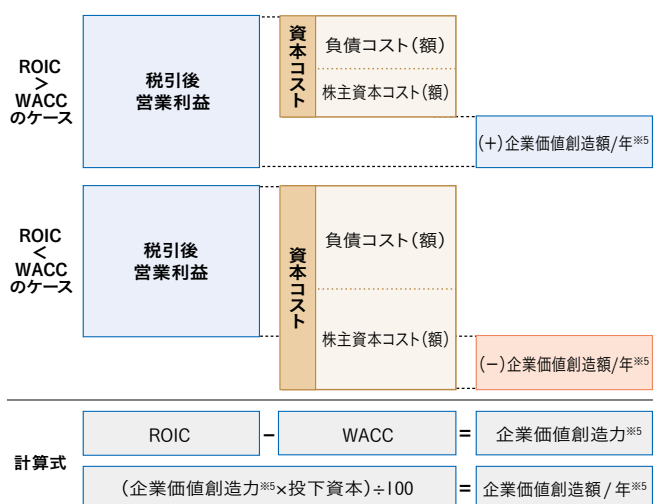 ROIC
>
WACC
のケース
税引後
営業利益
資本コスト
負債コスト(額)
株主資本コスト(額)
(+)企業価値創造額/年※5
ROIC
<
WACC
のケース
税引後
営業利益
資本コスト
負債コスト(額)
株主資本コスト(額)
(−)企業価値創造額/年※5
計算式
ROIC − WACC = 企業価値創造力※5
(企業価値創造力※5×投下資本)÷100 = 企業価値創造額/年※5